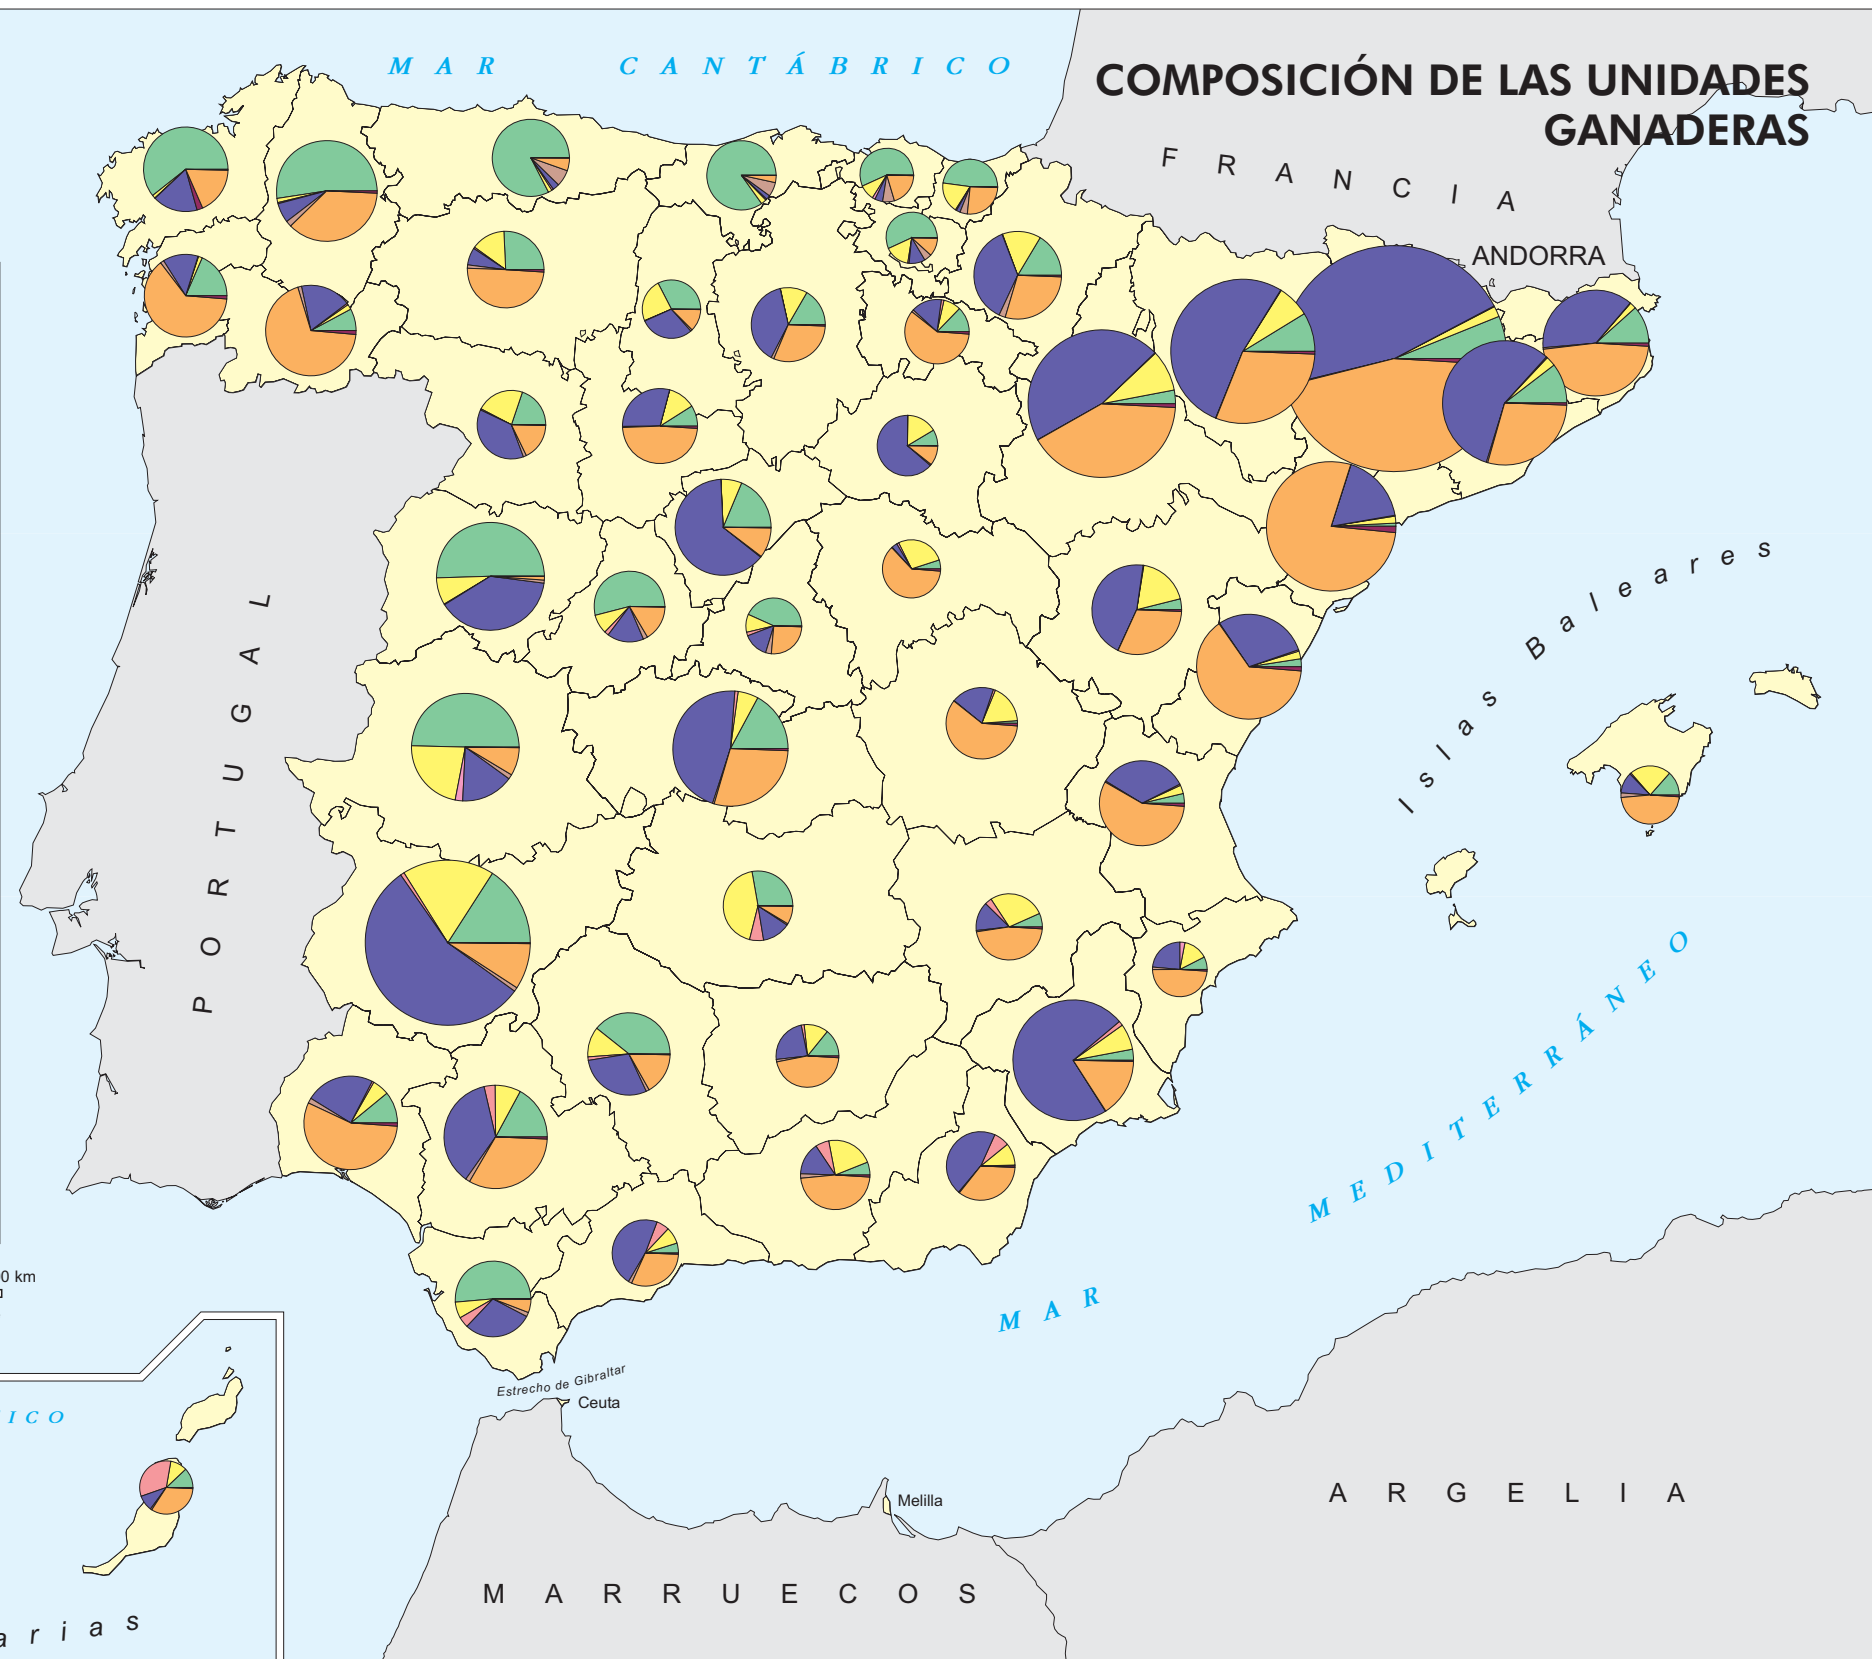 MAR CANTÁBRICO
COMPOSICIÓN DE LAS UNIDADES
GANADERAS
FRANCIA
ANDORRA
PORTUGAL
Islas Baleares
MAR MEDITERRÁNEO
0 km
Estrecho de Gibraltar
Ceuta
ICO
Melilla
ARGELIA
MARRUECOS
arias